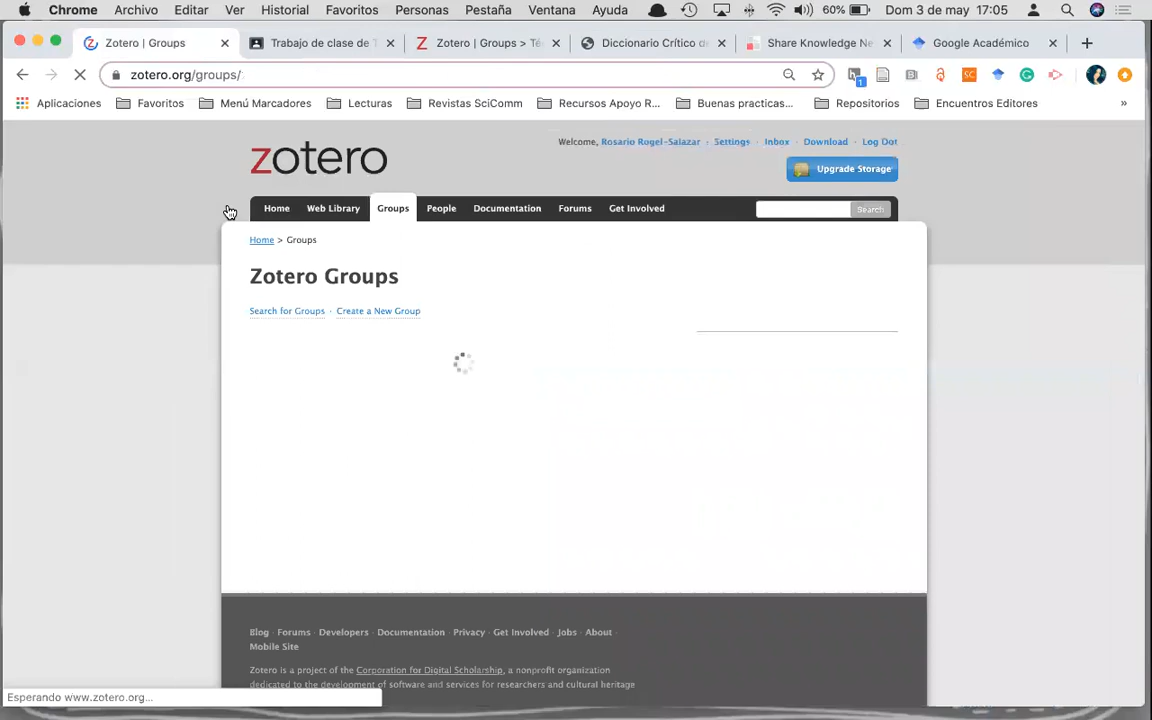 Chrome Archivo Editar Ver Historial Favoritos Personas Pestaña Ventana Ayuda 60% Dom 3 de may 17:05
Zotero | Groups Trabajo de clase de T Zotero | Groups > Té Diccionario Crítico de Share Knowledge Ne Google Académico
zotero.org/groups/
Aplicaciones Favoritos Menú Marcadores Lecturas Revistas SciComm Recursos Apoyo R... Buenas practicas... Repositorios Encuentros Editores »
zotero
Welcome, Rosario Rogel-Salazar · Settings · Inbox · Download · Log Out
Upgrade Storage
Home Web Library Groups People Documentation Forums Get Involved Search
Home > Groups
Zotero Groups
Search for Groups · Create a New Group
Blog · Forums · Developers · Documentation · Privacy · Get Involved · Jobs · About ·
Mobile Site
Zotero is a project of the Corporation for Digital Scholarship, a nonprofit organization
dedicated to the development of software and services for researchers and cultural heritage
Esperando www.zotero.org...